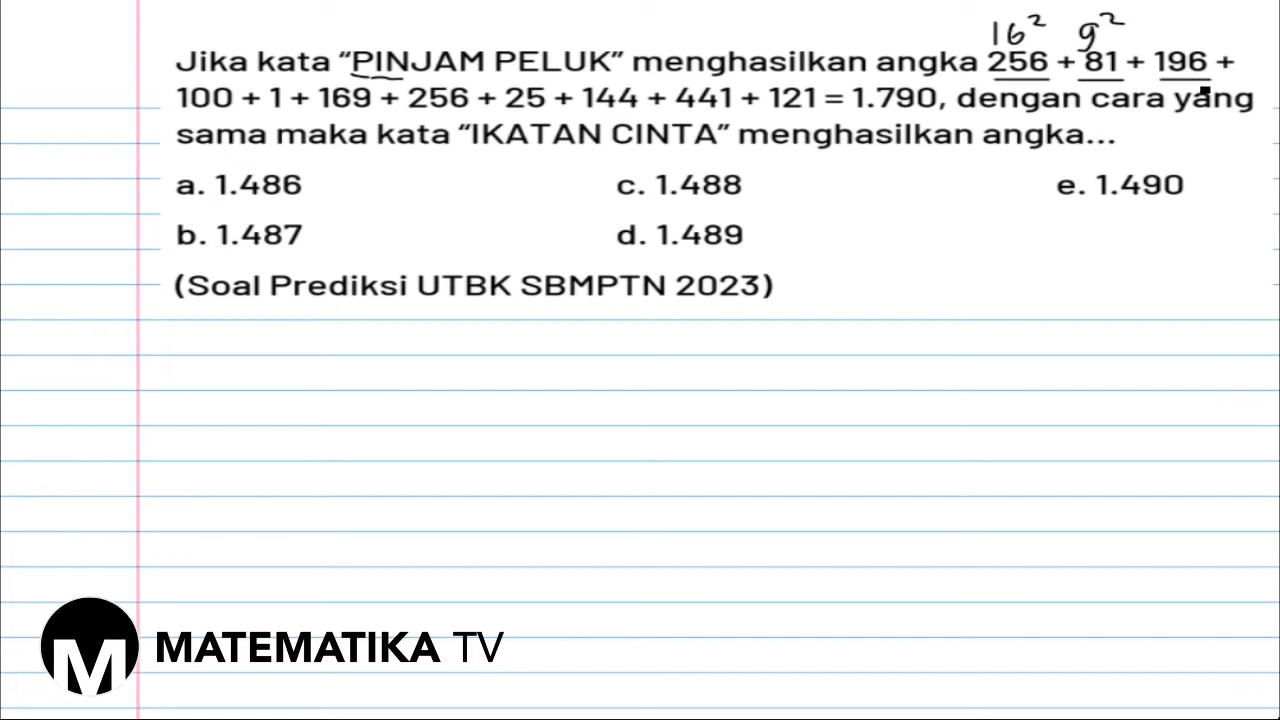 16² 9²
Jika kata “PINJAM PELUK” menghasilkan angka 256 + 81 + 196 +
100 + 1 + 169 + 256 + 25 + 144 + 441 + 121 = 1.790, dengan cara yang
sama maka kata “IKATAN CINTA” menghasilkan angka...
a. 1.486 c. 1.488 e. 1.490
b. 1.487 d. 1.489
(Soal Prediksi UTBK SBMPTN 2023)
M MATEMATIKA TV